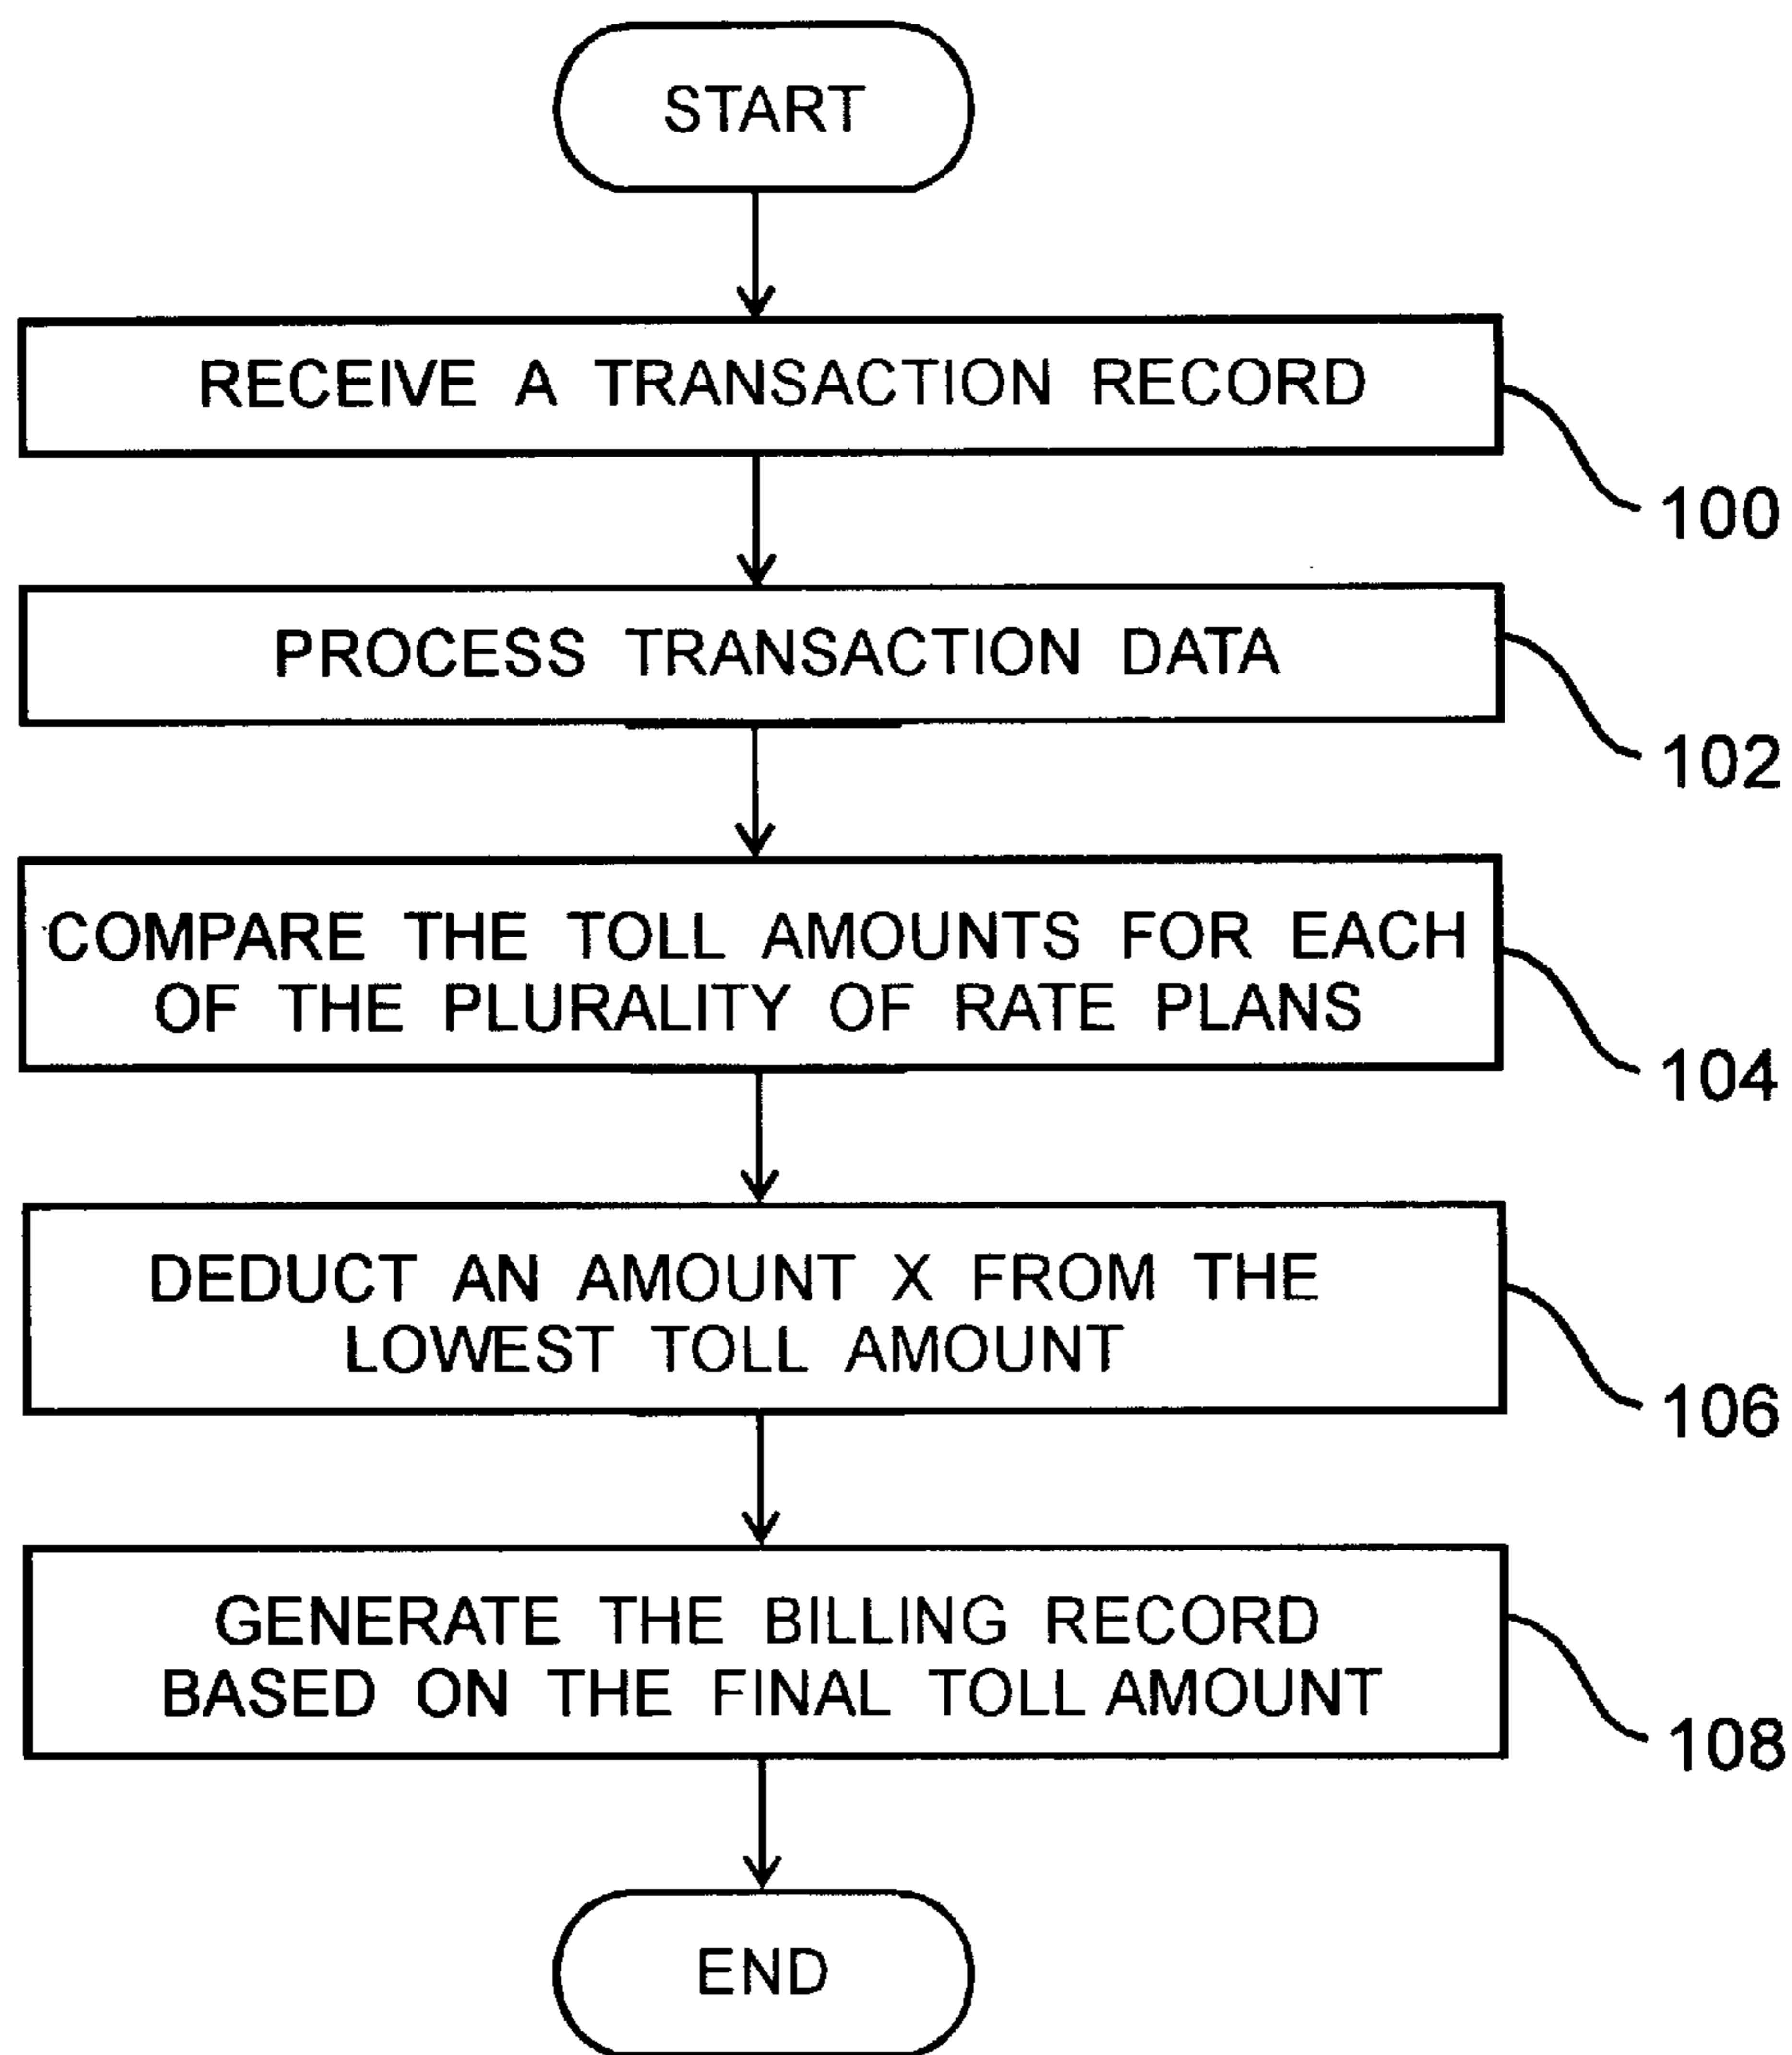 START
RECEIVE A TRANSACTION RECORD
100
PROCESS TRANSACTION DATA
102
COMPARE THE TOLL AMOUNTS FOR EACH
OF THE PLURALITY OF RATE PLANS
104
DEDUCT AN AMOUNT X FROM THE
LOWEST TOLL AMOUNT
106
GENERATE THE BILLING RECORD
BASED ON THE FINAL TOLL AMOUNT
108
END